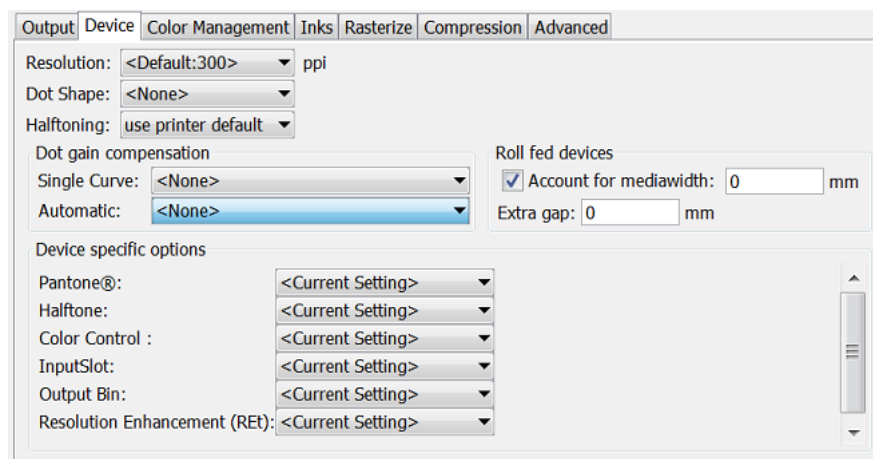 Output Device Color Management Inks Rasterize Compression Advanced
Resolution: <Default:300> ppi
Dot Shape: <None>
Halftoning: use printer default
Dot gain compensation
Single Curve: <None>
Automatic: <None>
Roll fed devices
Account for mediawidth: 0 mm
Extra gap: 0 mm
Device specific options
Pantone®: <Current Setting>
Halftone: <Current Setting>
Color Control : <Current Setting>
InputSlot: <Current Setting>
Output Bin: <Current Setting>
Resolution Enhancement (REt): <Current Setting>